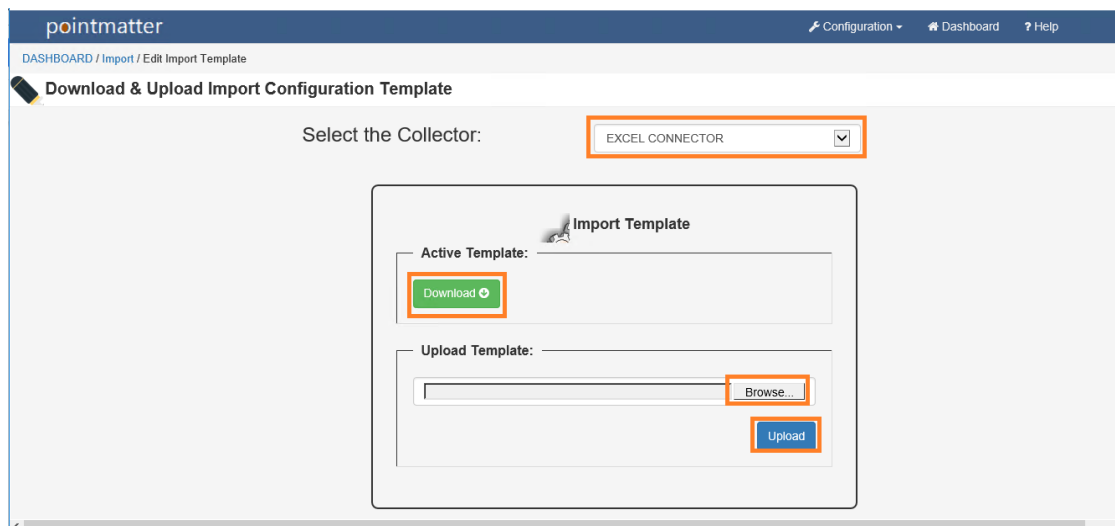 pointmatter Configuration Dashboard ? Help
DASHBOARD / Import / Edit Import Template
Download & Upload Import Configuration Template
Select the Collector: EXCEL CONNECTOR
Import Template
Active Template:
Download
Upload Template:
Browse...
Upload